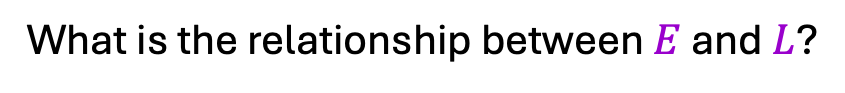 What is the relationship between E and L?